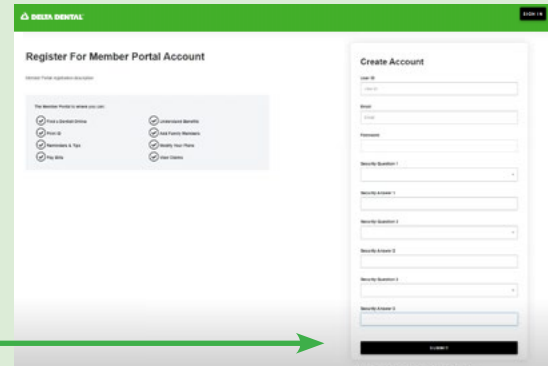 DELTA DENTAL
SIGN IN
Register For Member Portal Account
Member Portal registration description
The Member Portal is where you can:
Find a Dentist Online
Understand Benefits
Print ID
Add Family Members
Reminders & Tips
Modify Your Plans
Pay Bills
View Claims
Create Account
User ID
User ID
Email
Email
Password
Security Question 1
Security Answer 1
Security Question 2
Security Answer 2
Security Question 3
Security Answer 3
SUBMIT